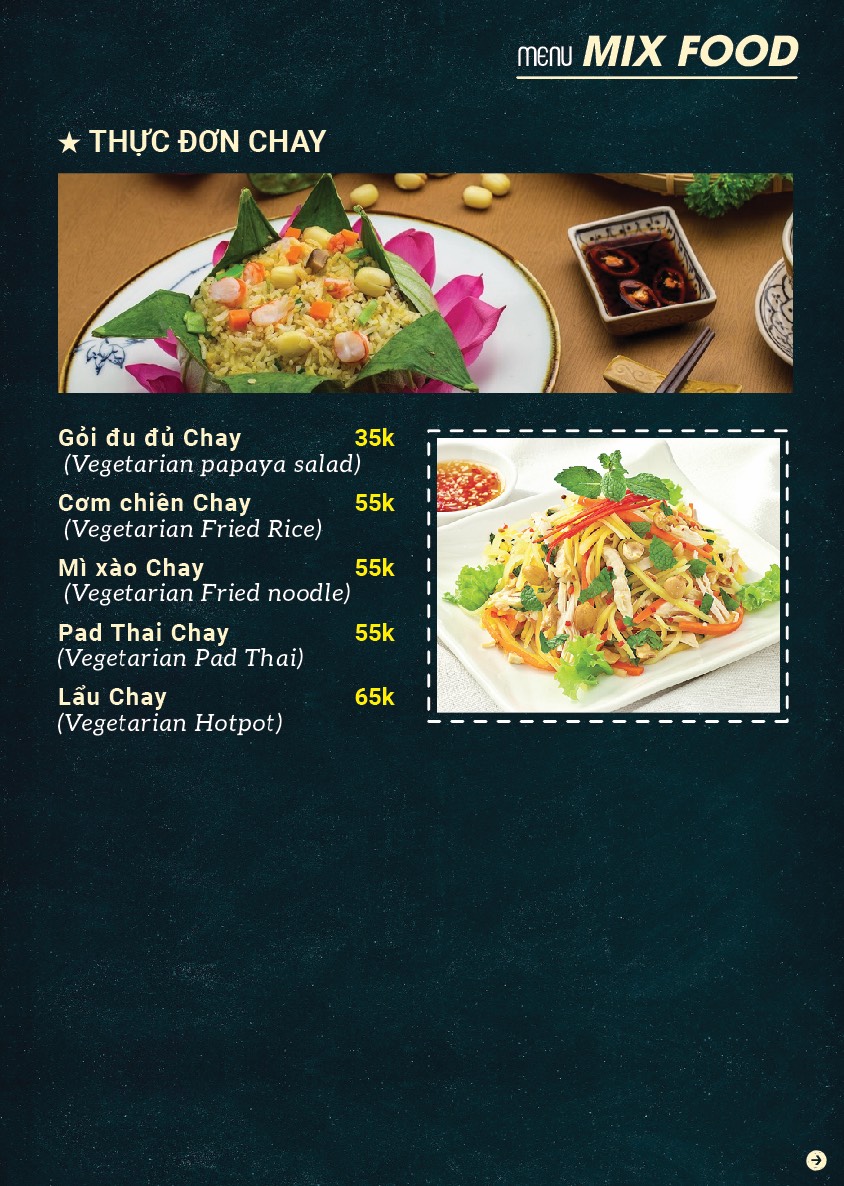 menu MIX FOOD
★ THỰC ĐƠN CHAY
Gỏi đu đủ Chay 35k
(Vegetarian papaya salad)
Cơm chiên Chay 55k
(Vegetarian Fried Rice)
Mì xào Chay 55k
(Vegetarian Fried noodle)
Pad Thai Chay 55k
(Vegetarian Pad Thai)
Lẩu Chay 65k
(Vegetarian Hotpot)